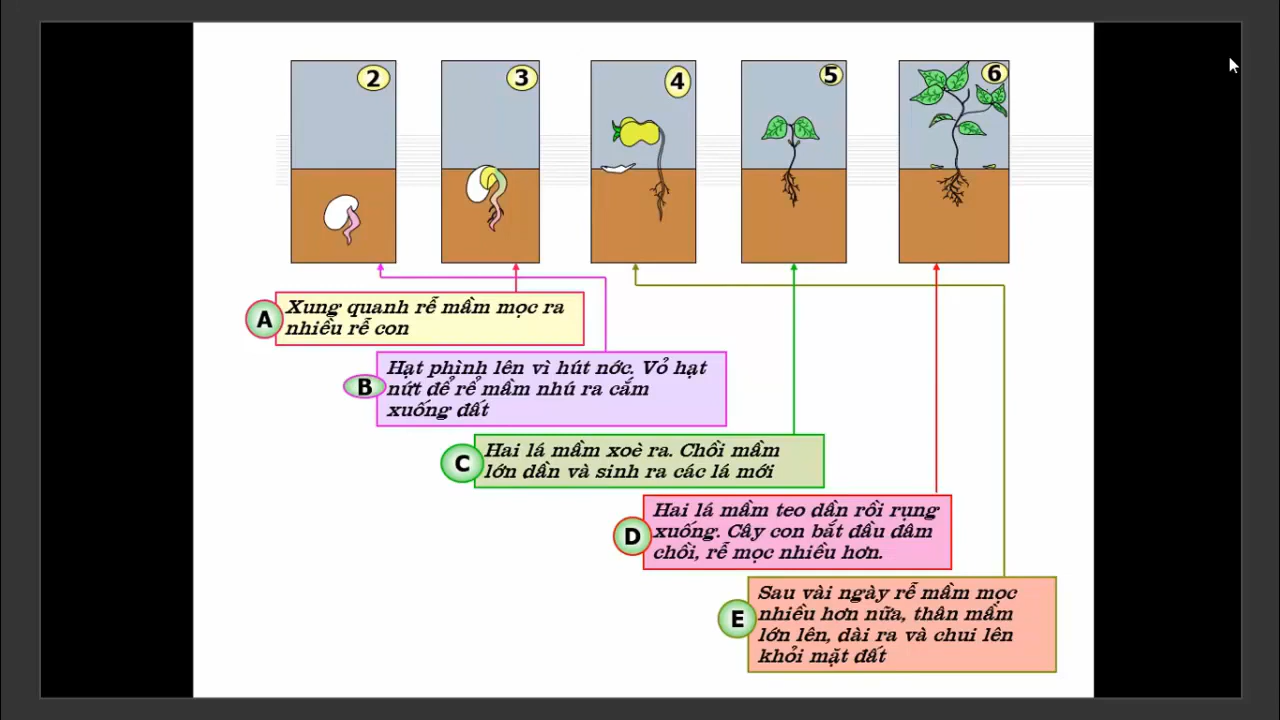 2
3
4
5
6
A
Xung quanh rễ mầm mọc ra
nhiều rễ con
B
Hạt phình lên vì hút nớc. Vỏ hạt
nứt để rể mầm nhú ra cắm
xuống đất
C
Hai lá mầm xoè ra. Chồi mầm
lớn dần và sinh ra các lá mới
D
Hai lá mầm teo dần rồi rụng
xuống. Cây con bắt đầu đâm
chồi, rễ mọc nhiều hơn.
E
Sau vài ngày rễ mầm mọc
nhiều hơn nữa, thân mầm
lớn lên, dài ra và chui lên
khỏi mặt đất